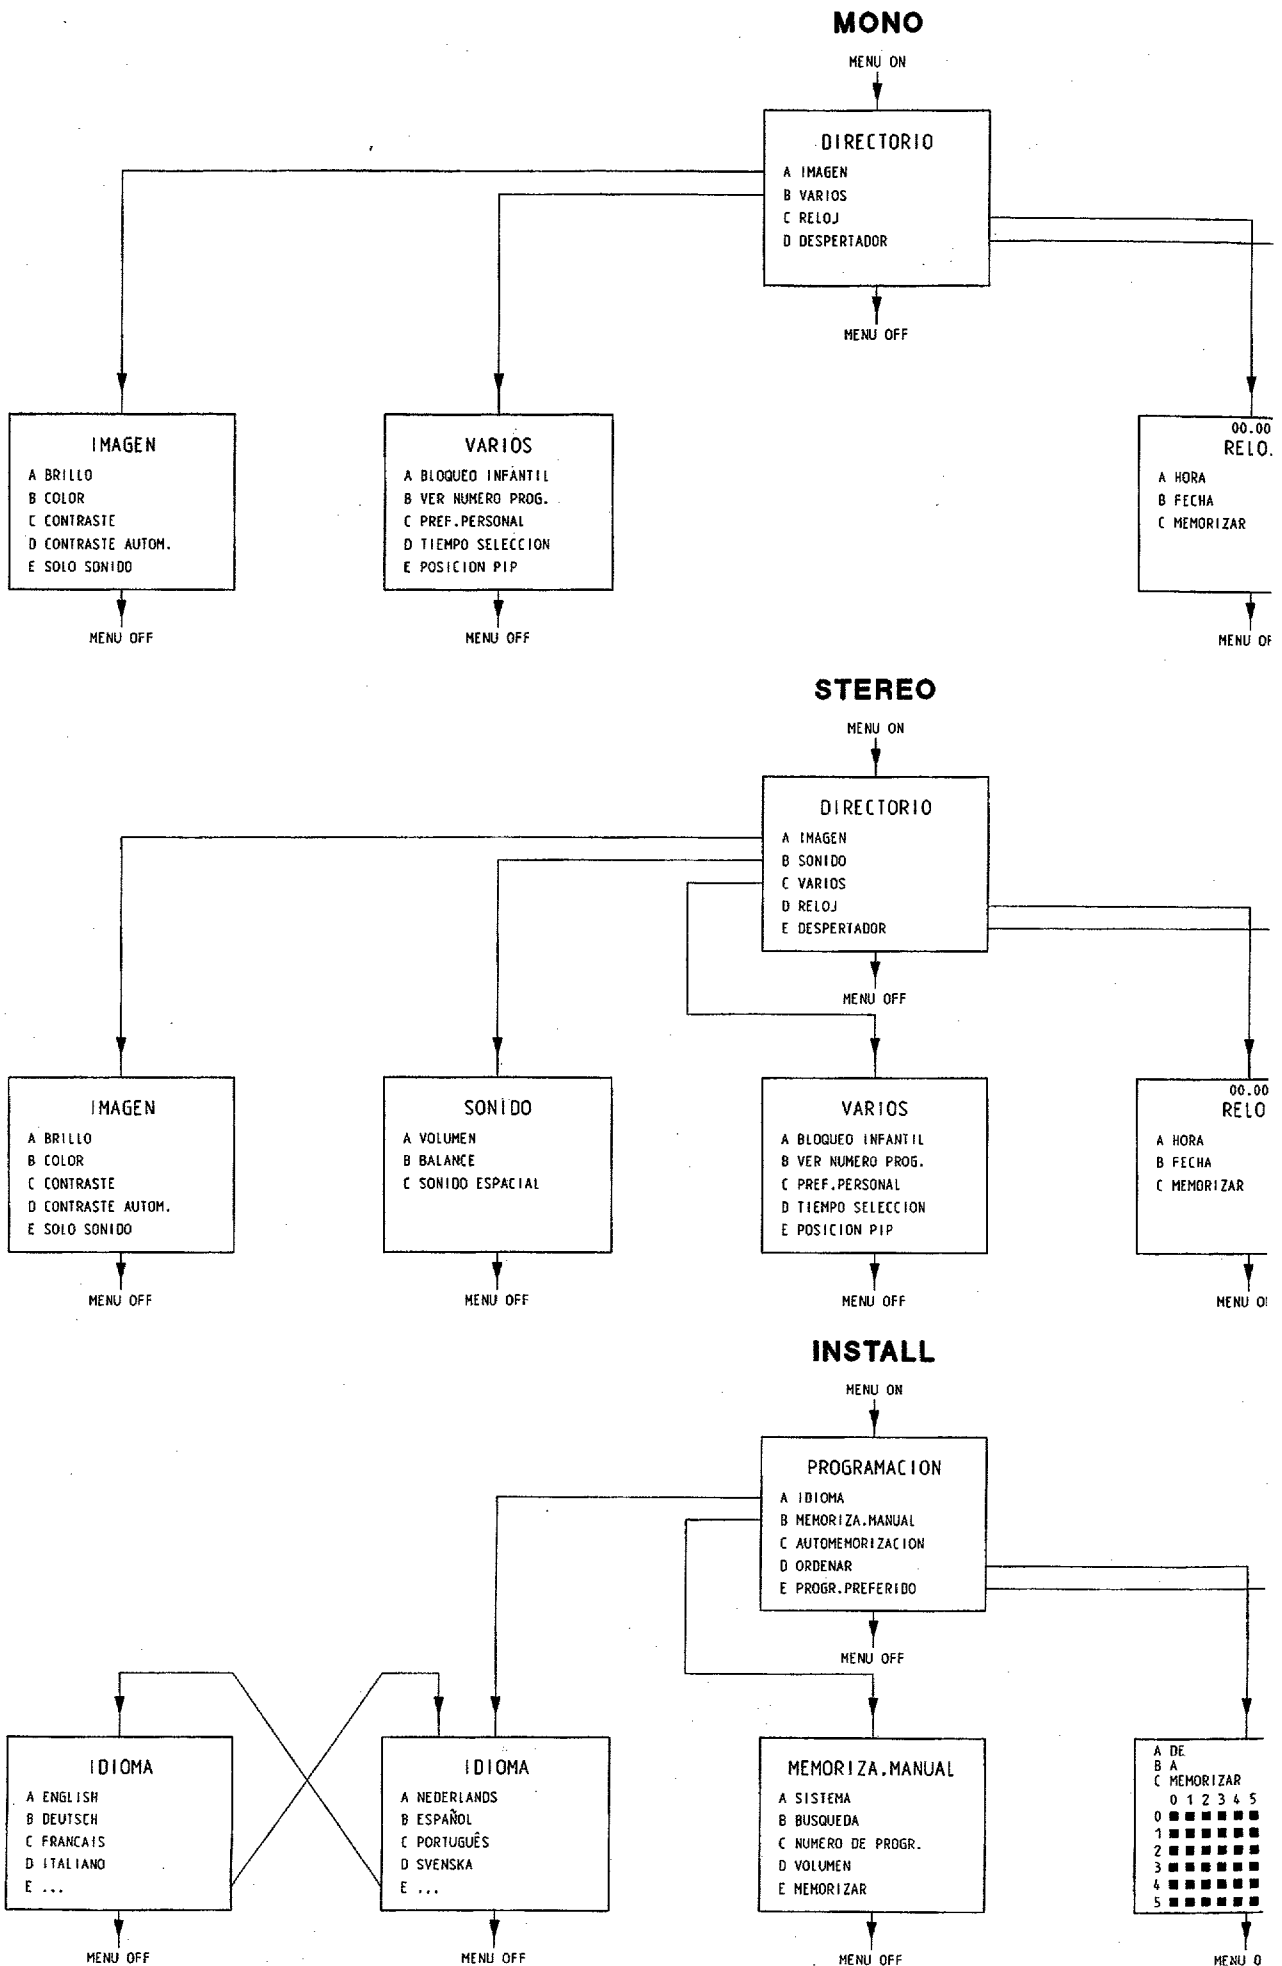 MONO
MENU ON
DIRECTORIO
A IMAGEN
B VARIOS
C RELOJ
D DESPERTADOR
MENU OFF
IMAGEN
A BRILLO
B COLOR
C CONTRASTE
D CONTRASTE AUTOM.
E SOLO SONIDO
MENU OFF
VARIOS
A BLOQUEO INFANTIL
B VER NUMERO PROG.
C PREF.PERSONAL
D TIEMPO SELECCION
E POSICION PIP
MENU OFF
00.00
RELO
A HORA
B FECHA
C MEMORIZAR
MENU OF
STEREO
MENU ON
DIRECTORIO
A IMAGEN
B SONIDO
C VARIOS
D RELOJ
E DESPERTADOR
MENU OFF
IMAGEN
A BRILLO
B COLOR
C CONTRASTE
D CONTRASTE AUTOM.
E SOLO SONIDO
MENU OFF
SONIDO
A VOLUMEN
B BALANCE
C SONIDO ESPACIAL
MENU OFF
VARIOS
A BLOQUEO INFANTIL
B VER NUMERO PROG.
C PREF.PERSONAL
D TIEMPO SELECCION
E POSICION PIP
MENU OFF
00.00
RELO
A HORA
B FECHA
C MEMORIZAR
MENU O
INSTALL
MENU ON
PROGRAMACION
A IDIOMA
B MEMORIZA.MANUAL
C AUTOMEMORIZACION
D ORDENAR
E PROGR.PREFERIDO
MENU OFF
IDIOMA
A ENGLISH
B DEUTSCH
C FRANCAIS
D ITALIANO
E ...
MENU OFF
IDIOMA
A NEDERLANDS
B ESPAÑOL
C PORTUGUÊS
D SVENSKA
E ...
MENU OFF
MEMORIZA.MANUAL
A SISTEMA
B BUSQUEDA
C NUMERO DE PROGR.
D VOLUMEN
E MEMORIZAR
MENU OFF
A DE
B A
C MEMORIZAR
0 1 2 3 4 5
0
1
2
3
4
5
MENU O